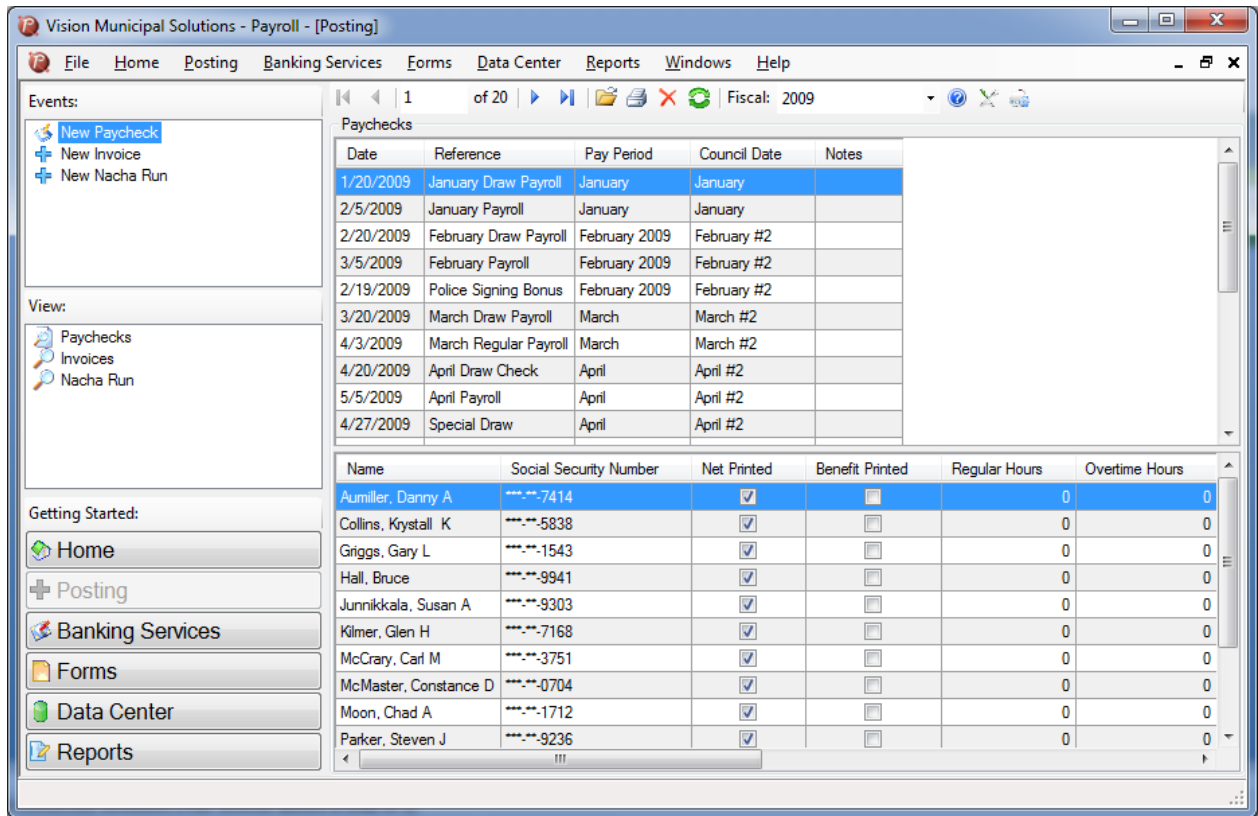 Vision Municipal Solutions - Payroll - [Posting]
File Home Posting Banking Services Forms Data Center Reports Windows Help
Events:
New Paycheck
New Invoice
New Nacha Run
View:
Paychecks
Invoices
Nacha Run
Getting Started:
Home
Posting
Banking Services
Forms
Data Center
Reports
1 of 20 Fiscal: 2009
Paychecks
Date Reference Pay Period Council Date Notes
1/20/2009 January Draw Payroll January January
2/5/2009 January Payroll January January
2/20/2009 February Draw Payroll February 2009 February #2
3/5/2009 February Payroll February 2009 February #2
2/19/2009 Police Signing Bonus February 2009 February #2
3/20/2009 March Draw Payroll March March #2
4/3/2009 March Regular Payroll March March #2
4/20/2009 April Draw Check April April #2
5/5/2009 April Payroll April April #2
4/27/2009 Special Draw April April #2
Name Social Security Number Net Printed Benefit Printed Regular Hours Overtime Hours
Aumiller, Danny A ***-**-7414 0 0
Collins, Krystall K ***-**-5838 0 0
Griggs, Gary L ***-**-1543 0 0
Hall, Bruce ***-**-9941 0 0
Junnikkala, Susan A ***-**-9303 0 0
Kilmer, Glen H ***-**-7168 0 0
McCrary, Carl M ***-**-3751 0 0
McMaster, Constance D ***-**-0704 0 0
Moon, Chad A ***-**-1712 0 0
Parker, Steven J ***-**-9236 0 0